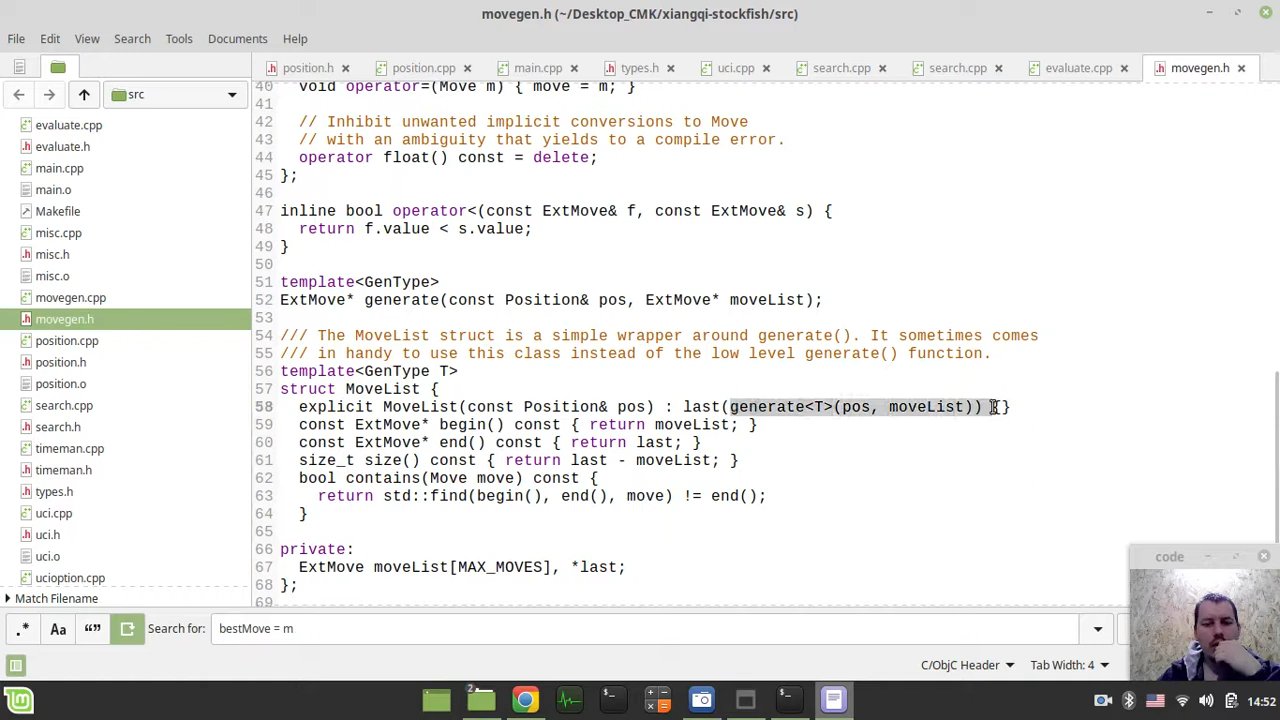 movegen.h (~/Desktop_CMK/xiangqi-stockfish/src)
File Edit View Search Tools Documents Help
position.h position.cpp main.cpp types.h uci.cpp search.cpp search.cpp evaluate.cpp movegen.h
src
evaluate.cpp
evaluate.h
main.cpp
main.o
Makefile
misc.cpp
misc.h
misc.o
movegen.cpp
movegen.h
position.cpp
position.h
position.o
search.cpp
search.h
timeman.cpp
timeman.h
types.h
uci.cpp
uci.h
uci.o
ucioption.cpp
Match Filename
40 void operator=(Move m) { move = m; }
41
42 // Inhibit unwanted implicit conversions to Move
43 // with an ambiguity that yields to a compile error.
44 operator float() const = delete;
45 };
46
47 inline bool operator<(const ExtMove& f, const ExtMove& s) {
48 return f.value < s.value;
49 }
50
51 template<GenType>
52 ExtMove* generate(const Position& pos, ExtMove* moveList);
53
54 /// The MoveList struct is a simple wrapper around generate(). It sometimes comes
55 /// in handy to use this class instead of the low level generate() function.
56 template<GenType T>
57 struct MoveList {
58 explicit MoveList(const Position& pos) : last(generate<T>(pos, moveList)) {}
59 const ExtMove* begin() const { return moveList; }
60 const ExtMove* end() const { return last; }
61 size_t size() const { return last - moveList; }
62 bool contains(Move move) const {
63 return std::find(begin(), end(), move) != end();
64 }
65
66 private:
67 ExtMove moveList[MAX_MOVES], *last;
68 };
69
code
.* Aa Search for: bestMove = m
C/ObjC Header Tab Width: 4
2
14:52